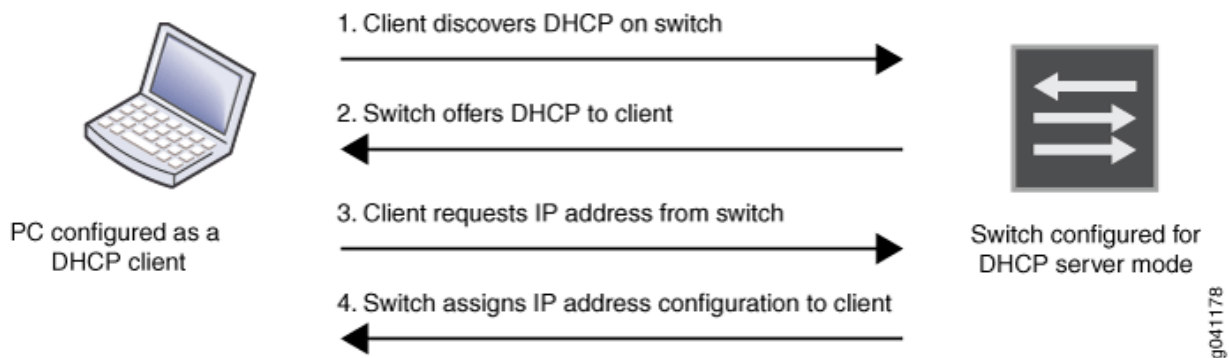 1. Client discovers DHCP on switch
2. Switch offers DHCP to client
3. Client requests IP address from switch
4. Switch assigns IP address configuration to client
PC configured as a
DHCP client
Switch configured for
DHCP server mode
g041178